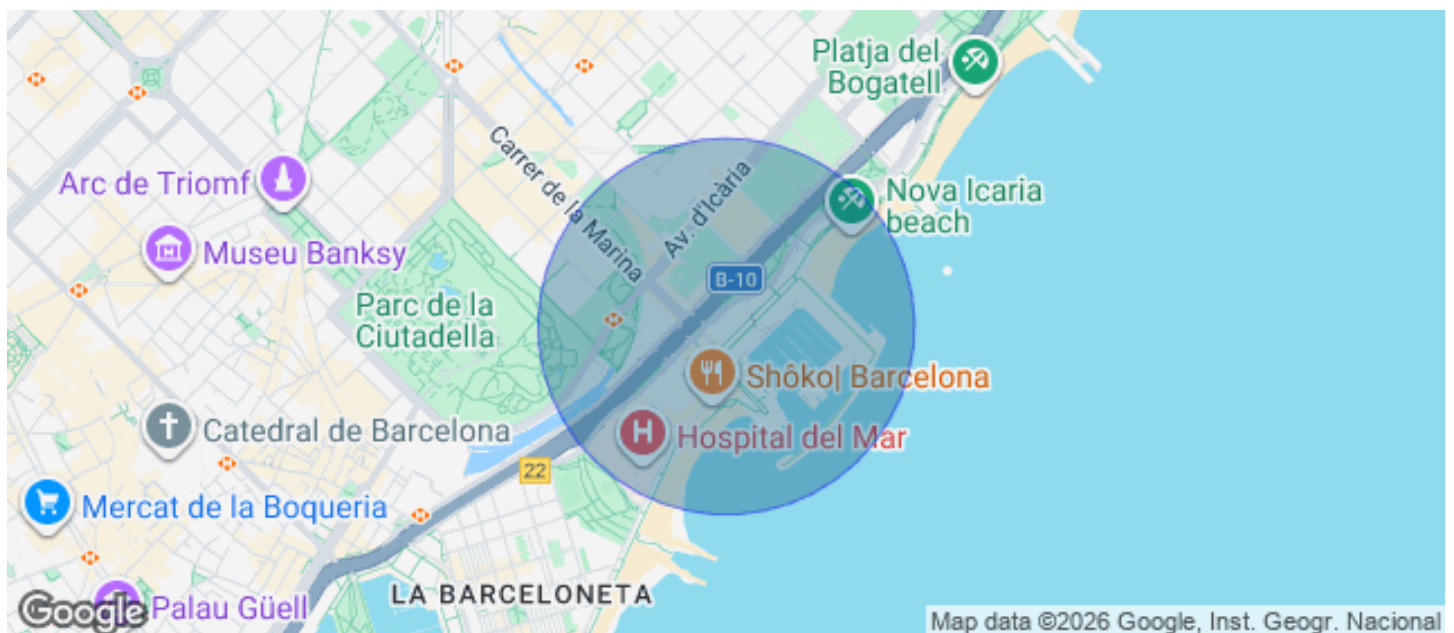 Platja del
Bogatell
Carrer de la Marina
Arc de Triomf
Av. d'Icària
Nova Icaria
beach
Museu Banksy
B-10
Parc de la
Ciutadella
Shôko| Barcelona
Catedral de Barcelona
H
Hospital del Mar
22
Mercat de la Boqueria
LA BARCELONETA
Google
Palau Güell
Map data ©2026 Google, Inst. Geogr. Nacional